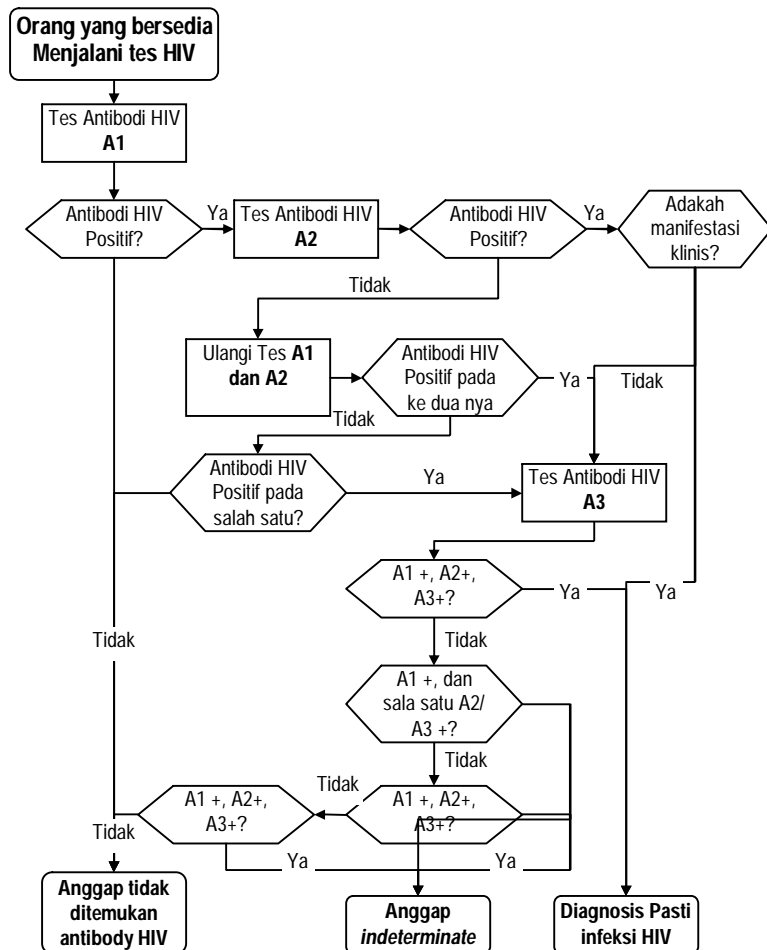 Orang yang bersedia
Menjalani tes HIV
Tes Antibodi HIV
A1
Antibodi HIV
Positif?
Ya
Tes Antibodi HIV
A2
Antibodi HIV
Positif?
Ya
Adakah
manifestasi
klinis?
Tidak
Ulangi Tes A1
dan A2
Antibodi HIV
Positif pada
ke dua nya
Ya
Tidak
Tidak
Antibodi HIV
Positif pada
salah satu?
Ya
Tes Antibodi HIV
A3
A1 +, A2+,
A3+?
Ya
Ya
Tidak
Tidak
A1 +, dan
sala satu A2/
A3 +?
Tidak
Tidak
A1 +, A2+,
A3+?
A1 +, A2+,
A3+?
Tidak
Ya
Ya
Anggap tidak
ditemukan
antibody HIV
Anggap
indeterminate
Diagnosis Pasti
infeksi HIV